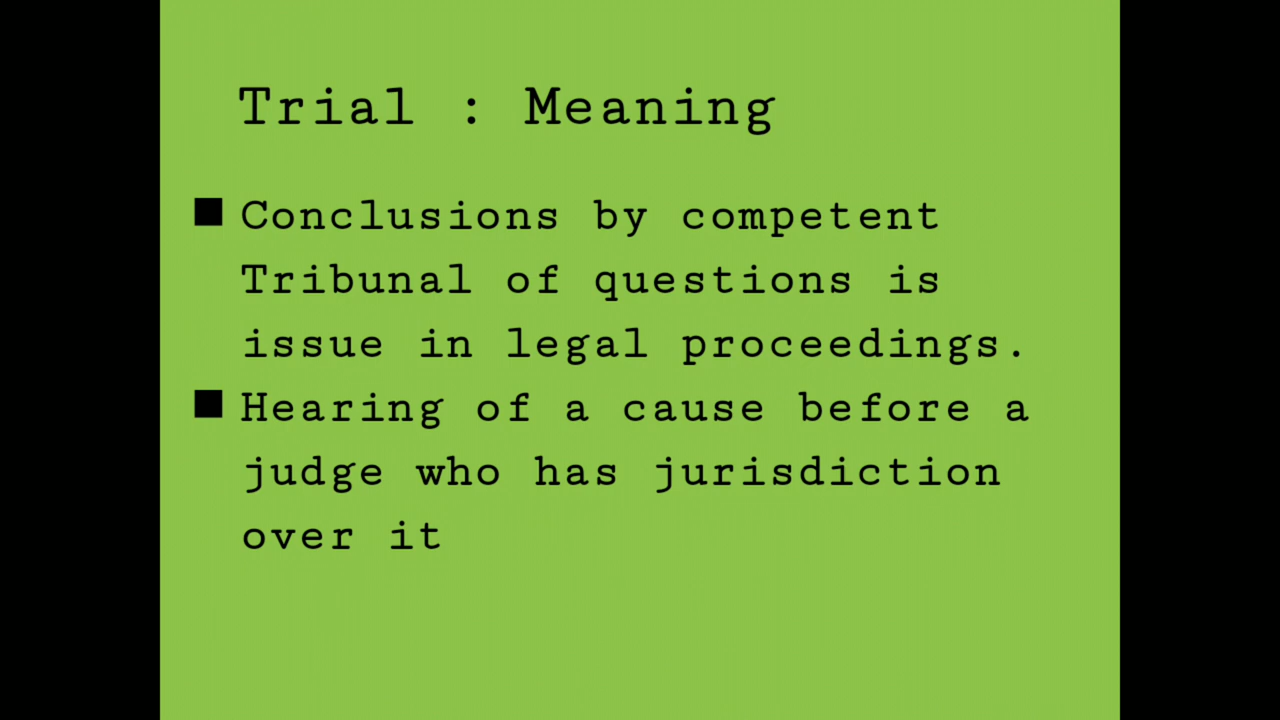 Trial : Meaning
■ Conclusions by competent
Tribunal of questions is
issue in legal proceedings.
■ Hearing of a cause before a
judge who has jurisdiction
over it